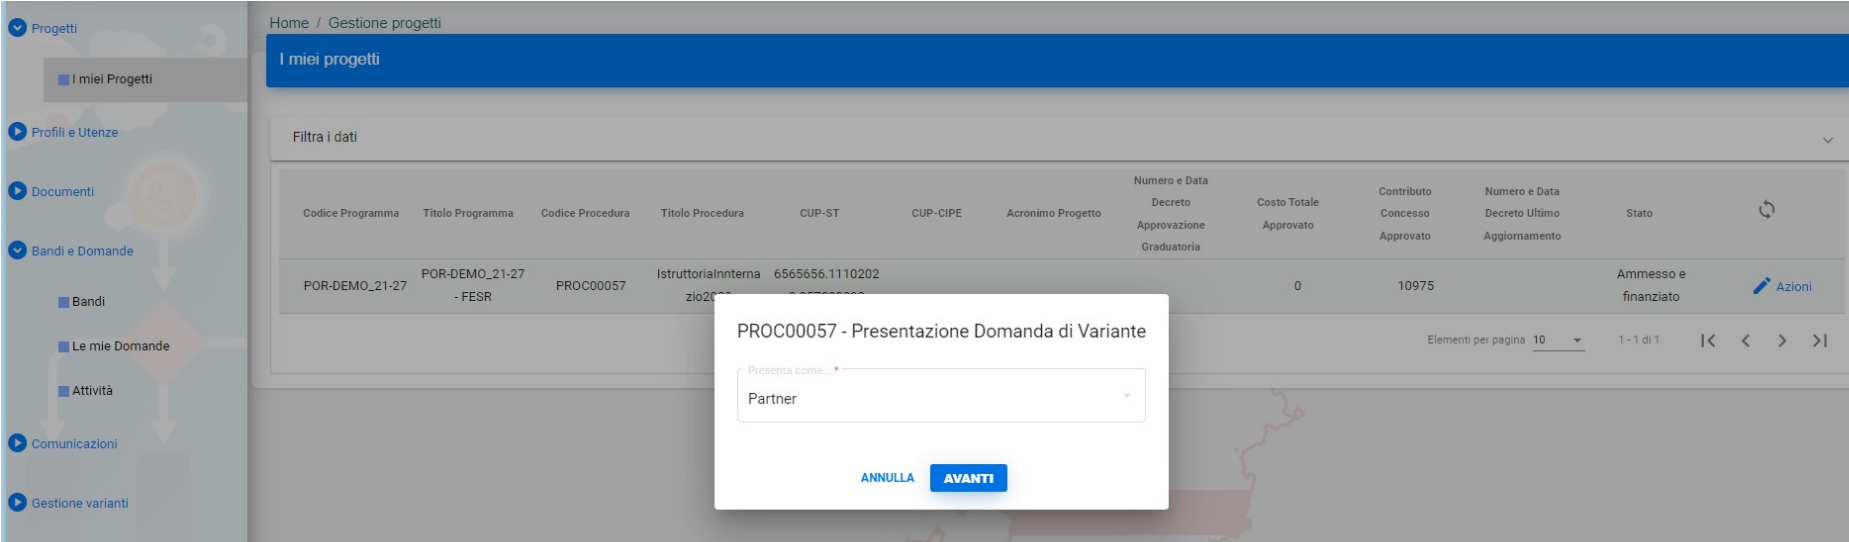 Progetti
I miei Progetti
Profili e Utenze
Documenti
Bandi e Domande
Bandi
Le mie Domande
Attività
Comunicazioni
Gestione varianti
Home / Gestione progetti
I miei progetti
Filtra i dati
Codice Programma
Titolo Programma
Codice Procedura
Titolo Procedura
CUP-ST
CUP-CIPE
Acronimo Progetto
Numero e Data
Decreto
Approvazione
Graduatoria
Costo Totale
Approvato
Contributo
Concesso
Approvato
Numero e Data
Decreto Ultimo
Aggiornamento
Stato
POR-DEMO_21-27
POR-DEMO_21-27
- FESR
PROC00057
IstruttoriaInnterna
6565656.1110202
0
10975
Ammesso e
finanziato
Azioni
Elementi per pagina 10
1 - 1 di 1
PROC00057 - Presentazione Domanda di Variante
Presenta come... *
Partner
ANNULLA
AVANTI